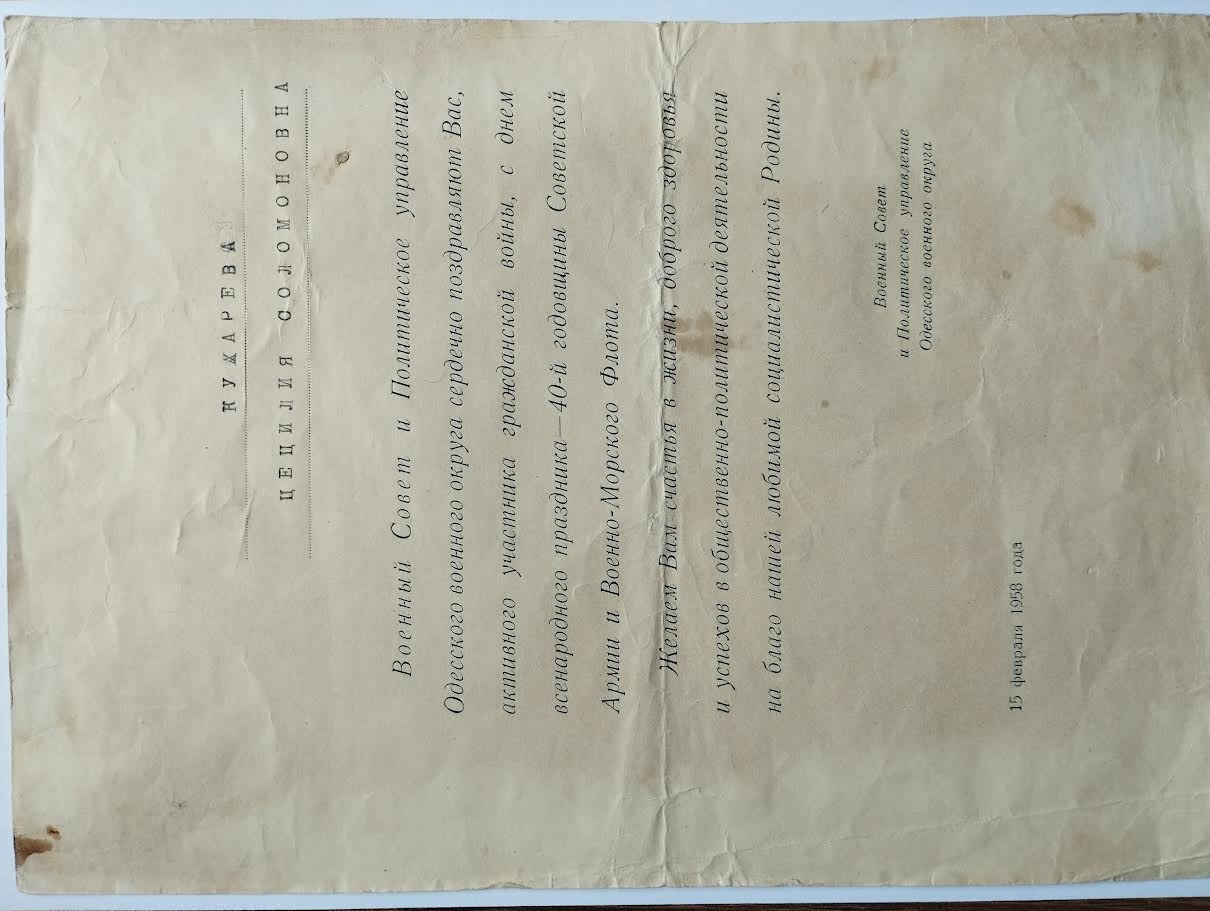 КУХАРЕВА
ЦЕЦИЛИЯ СОЛОМОНОВНА
Военный Совет и Политическое управление
Одесского военного округа сердечно поздравляют Вас,
активного участника гражданской войны, с днем
всенародного праздника—40-й годовщины Советской
Армии и Военно-Морского Флота.
Желаем Вам счастья в жизни, доброго здоровья
и успехов в общественно-политической деятельности
на благо нашей любимой социалистической Родины.
Военный Совет
и Политическое управление
Одесского военного округа
15 февраля 1958 года